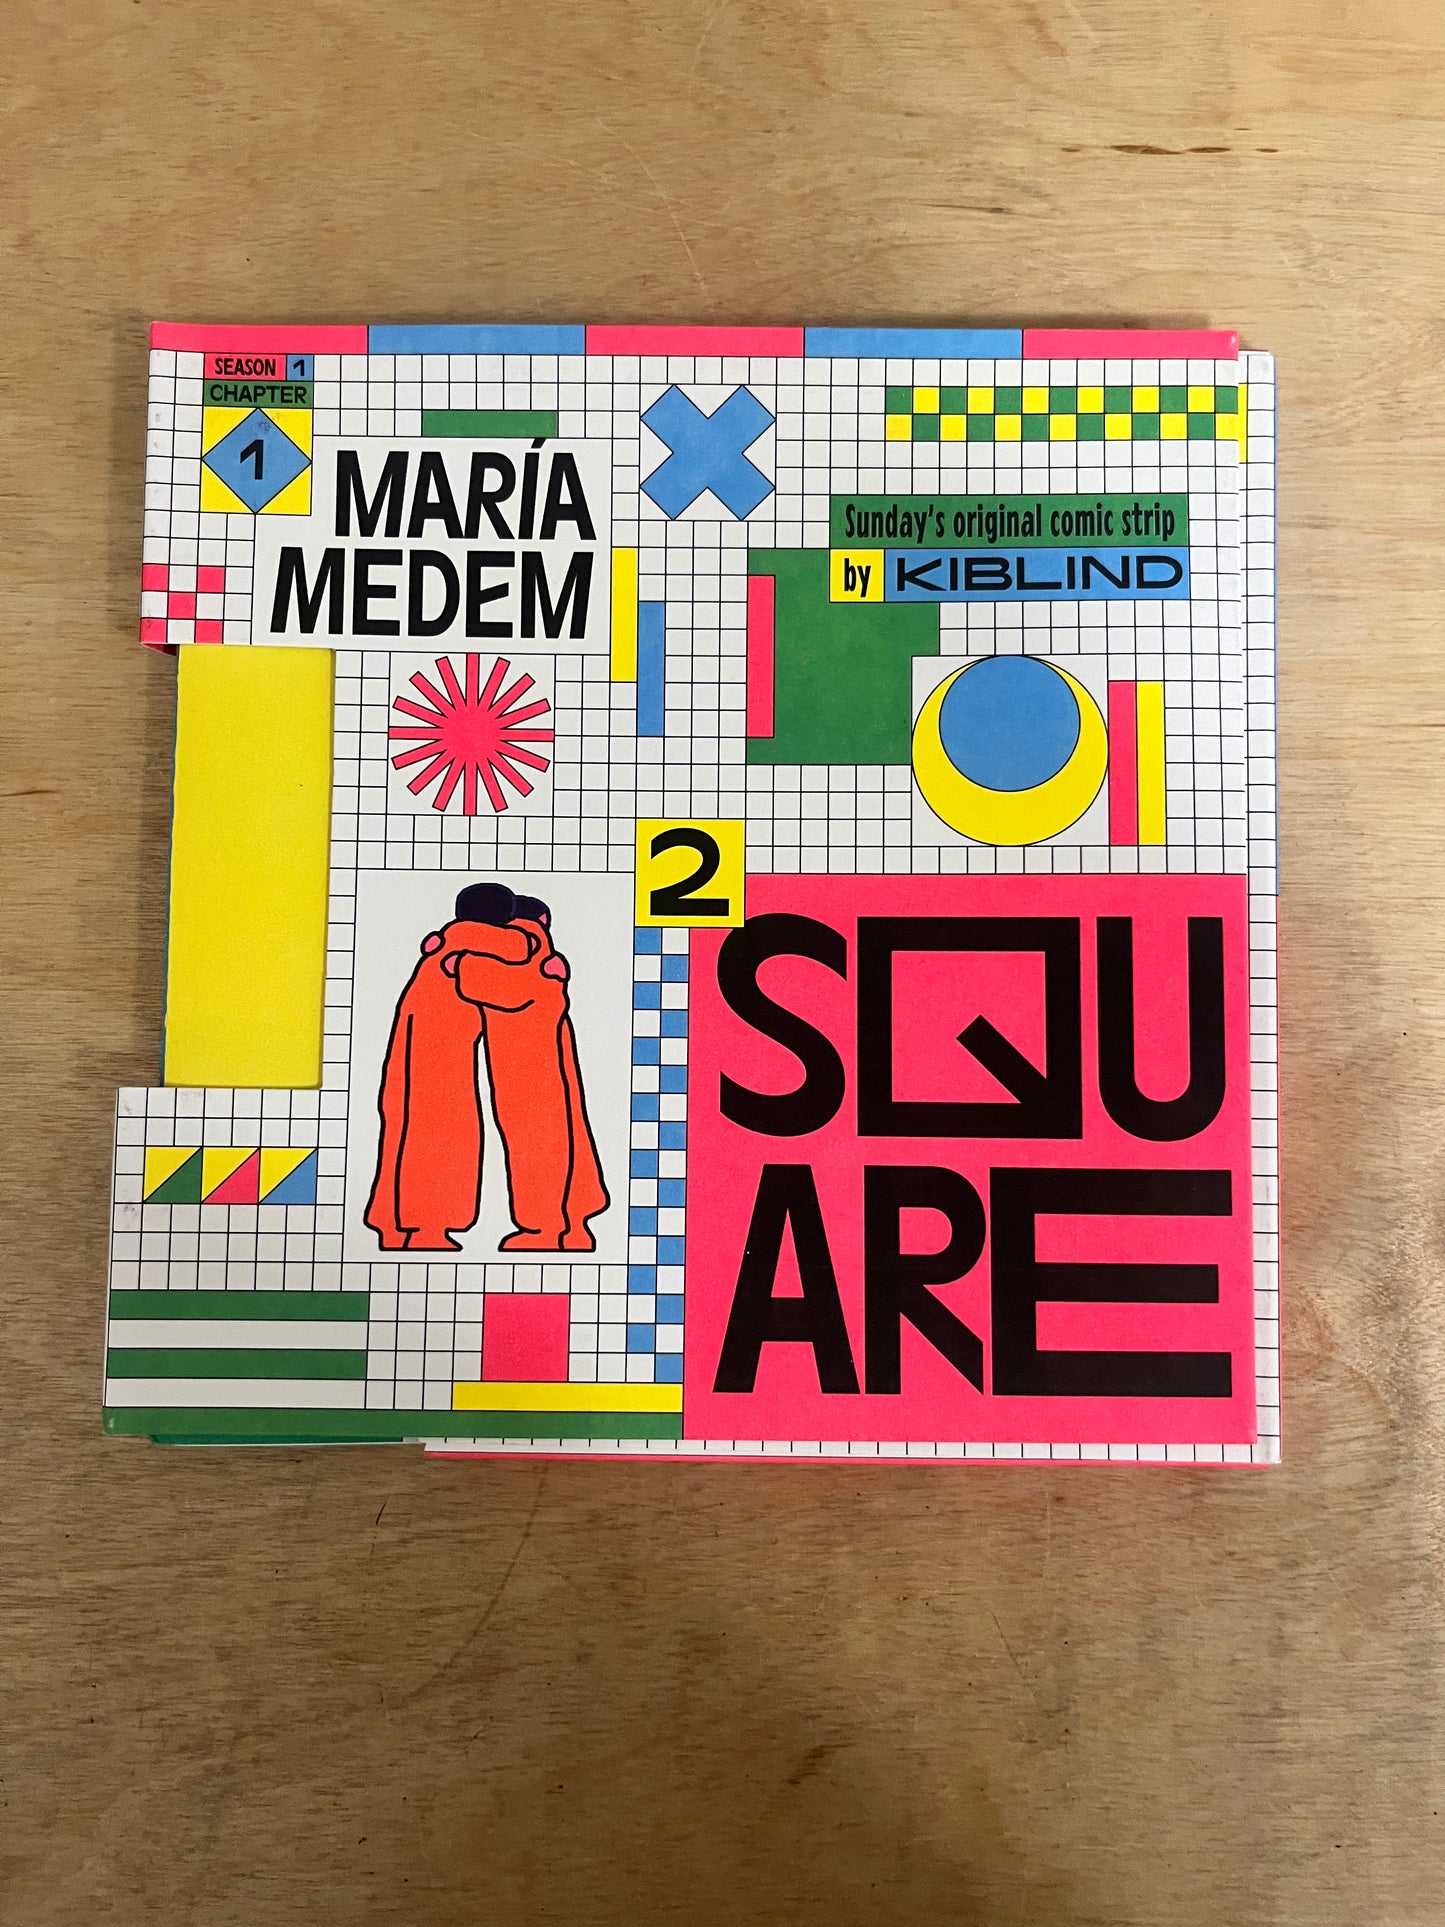 SEASON 1
CHAPTER
1
MARÍA
MEDEM
Sunday's original comic strip
by KIBLIND
2
SQU
ARE